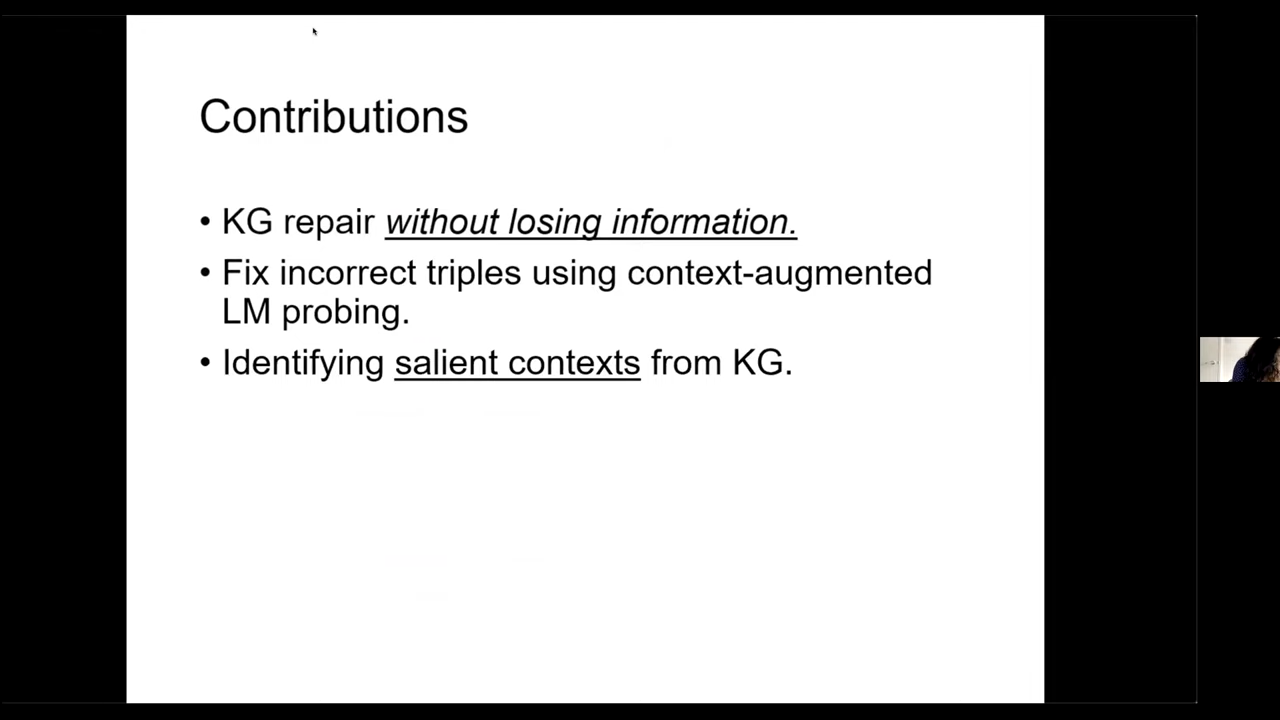 Contributions
• KG repair without losing information.
• Fix incorrect triples using context-augmented
LM probing.
• Identifying salient contexts from KG.